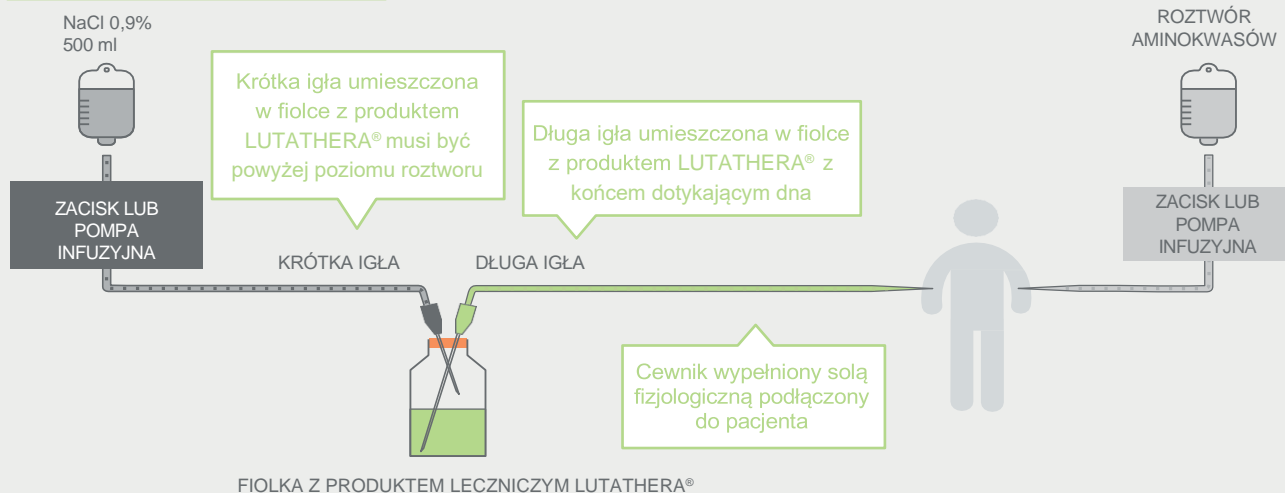 NaCl 0,9%
500 ml
ROZTWÓR
AMINOKWASÓW
Krótka igła umieszczona
w fiolce z produktem
LUTATHERA® musi być
powyżej poziomu roztworu
Długa igła umieszczona w fiolce
z produktem LUTATHERA® z
końcem dotykającym dna
ZACISK LUB
POMPA
INFUZYJNA
ZACISK LUB
POMPA
INFUZYJNA
KRÓTKA IGŁA
DŁUGA IGŁA
Cewnik wypełniony solą
fizjologiczną podłączony
do pacjenta
FIOLKA Z PRODUKTEM LECZNICZYM LUTATHERA®